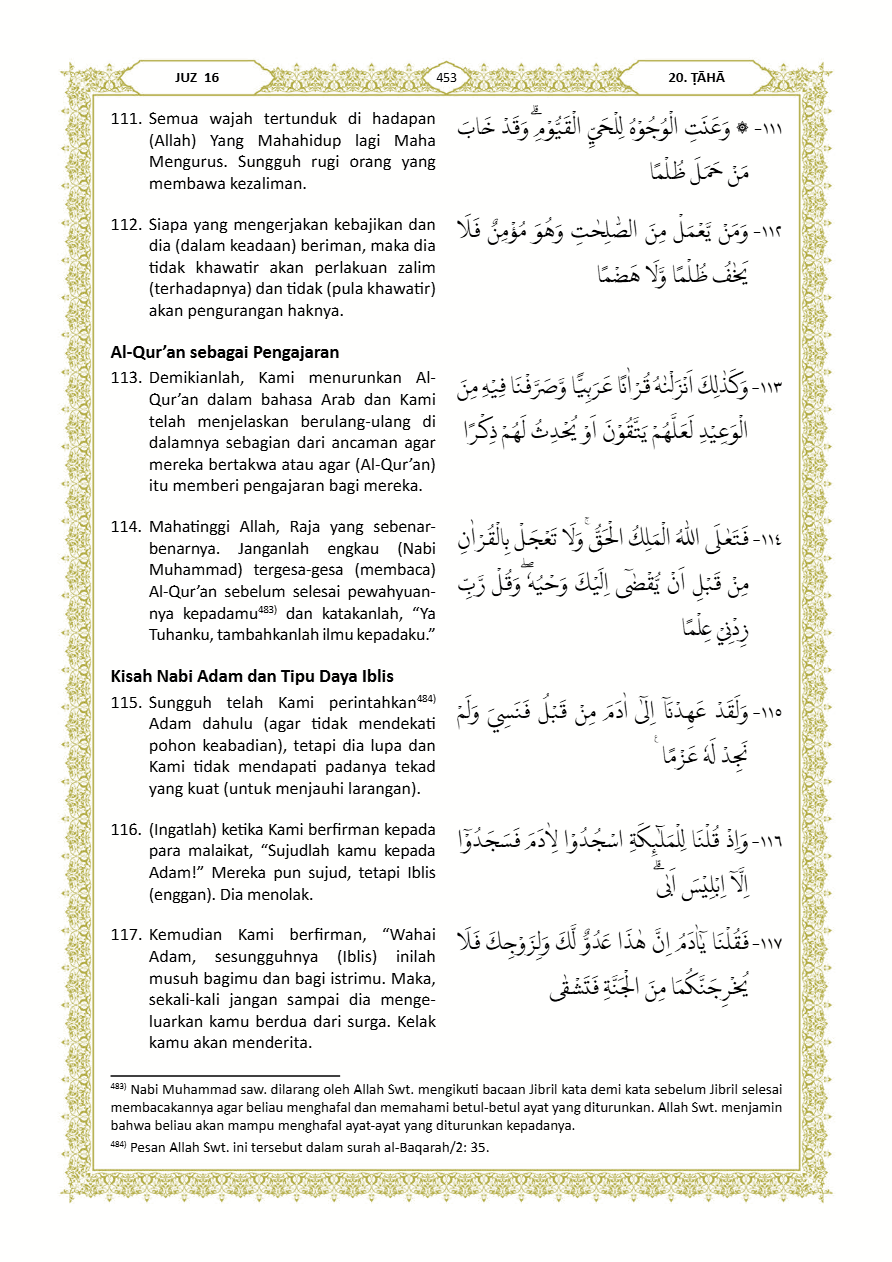 JUZ 16
453
20. ṬĀHĀ
111. Semua wajah tertunduk di hadapan
(Allah) Yang Mahahidup lagi Maha
Mengurus. Sungguh rugi orang yang
membawa kezaliman.
١١١- ۞ وَعَنَتِ الْوُجُوْهُ لِلْحَيِّ الْقَيُّوْمِۗ وَقَدْ خَابَ
مَنْ حَمَلَ ظُلْمًا
112. Siapa yang mengerjakan kebajikan dan
dia (dalam keadaan) beriman, maka dia
tidak khawatir akan perlakuan zalim
(terhadapnya) dan tidak (pula khawatir)
akan pengurangan haknya.
١١٢- وَمَنْ يَّعْمَلْ مِنَ الصّٰلِحٰتِ وَهُوَ مُؤْمِنٌ فَلَا
يَخٰفُ ظُلْمًا وَّلَا هَضْمًا
Al-Qur’an sebagai Pengajaran
113. Demikianlah, Kami menurunkan Al-
Qur’an dalam bahasa Arab dan Kami
telah menjelaskan berulang-ulang di
dalamnya sebagian dari ancaman agar
mereka bertakwa atau agar (Al-Qur’an)
itu memberi pengajaran bagi mereka.
١١٣- وَكَذٰلِكَ اَنْزَلْنٰهُ قُرْاٰنًا عَرَبِيًّا وَّصَرَّفْنَا فِيْهِ مِنَ
الْوَعِيْدِ لَعَلَّهُمْ يَتَّقُوْنَ اَوْ يُحْدِثُ لَهُمْ ذِكْرًا
114. Mahatinggi Allah, Raja yang sebenar-
benarnya. Janganlah engkau (Nabi
Muhammad) tergesa-gesa (membaca)
Al-Qur’an sebelum selesai pewahyuan-
nya kepadamu⁴⁸³⁾ dan katakanlah, “Ya
Tuhanku, tambahkanlah ilmu kepadaku.”
١١٤- فَتَعٰلَى اللّٰهُ الْمَلِكُ الْحَقُّۚ وَلَا تَعْجَلْ بِالْقُرْاٰنِ
مِنْ قَبْلِ اَنْ يُّقْضٰٓى اِلَيْكَ وَحْيُهٗۖ وَقُلْ رَّبِّ
زِدْنِيْ عِلْمًا
Kisah Nabi Adam dan Tipu Daya Iblis
115. Sungguh telah Kami perintahkan⁴⁸⁴⁾
Adam dahulu (agar tidak mendekati
pohon keabadian), tetapi dia lupa dan
Kami tidak mendapati padanya tekad
yang kuat (untuk menjauhi larangan).
١١٥- وَلَقَدْ عَهِدْنَآ اِلٰٓى اٰدَمَ مِنْ قَبْلُ فَنَسِيَ وَلَمْ
نَجِدْ لَهٗ عَزْمًا ࣖ
116. (Ingatlah) ketika Kami berfirman kepada
para malaikat, “Sujudlah kamu kepada
Adam!” Mereka pun sujud, tetapi Iblis
(enggan). Dia menolak.
١١٦- وَاِذْ قُلْنَا لِلْمَلٰۤىِٕكَةِ اسْجُدُوْا لِاٰدَمَ فَسَجَدُوْٓا
اِلَّآ اِبْلِيْسَ اَبٰىۗ
117. Kemudian Kami berfirman, “Wahai
Adam, sesungguhnya (Iblis) inilah
musuh bagimu dan bagi istrimu. Maka,
sekali-kali jangan sampai dia menge-
luarkan kamu berdua dari surga. Kelak
kamu akan menderita.
١١٧- فَقُلْنَا يٰٓاٰدَمُ اِنَّ هٰذَا عَدُوٌّ لَّكَ وَلِزَوْجِكَ فَلَا
يُخْرِجَنَّكُمَا مِنَ الْجَنَّةِ فَتَشْقٰى
⁴⁸³⁾ Nabi Muhammad saw. dilarang oleh Allah Swt. mengikuti bacaan Jibril kata demi kata sebelum Jibril selesai
membacakannya agar beliau menghafal dan memahami betul-betul ayat yang diturunkan. Allah Swt. menjamin
bahwa beliau akan mampu menghafal ayat-ayat yang diturunkan kepadanya.
⁴⁸⁴⁾ Pesan Allah Swt. ini tersebut dalam surah al-Baqarah/2: 35.